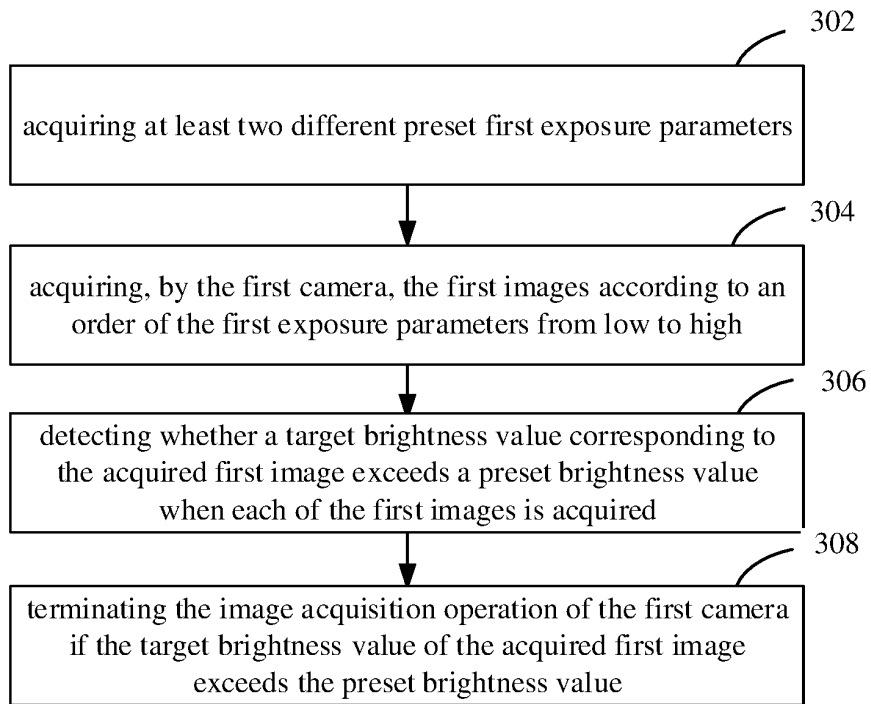 302
acquiring at least two different preset first exposure parameters
304
acquiring, by the first camera, the first images according to an
order of the first exposure parameters from low to high
306
detecting whether a target brightness value corresponding to
the acquired first image exceeds a preset brightness value
when each of the first images is acquired
308
terminating the image acquisition operation of the first camera
if the target brightness value of the acquired first image
exceeds the preset brightness value